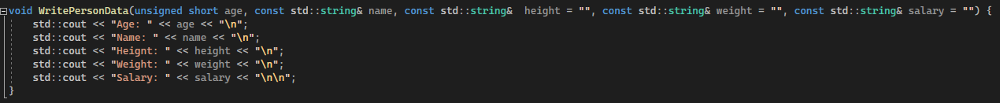 void WritePersonData(unsigned short age, const std::string& name, const std::string&  height = "", const std::string& weight = "", const std::string& salary = "") {
    std::cout << "Age: " << age << "\n";
    std::cout << "Name: " << name << "\n";
    std::cout << "Heignt: " << height << "\n";
    std::cout << "Weight: " << weight << "\n";
    std::cout << "Salary: " << salary << "\n\n";
}